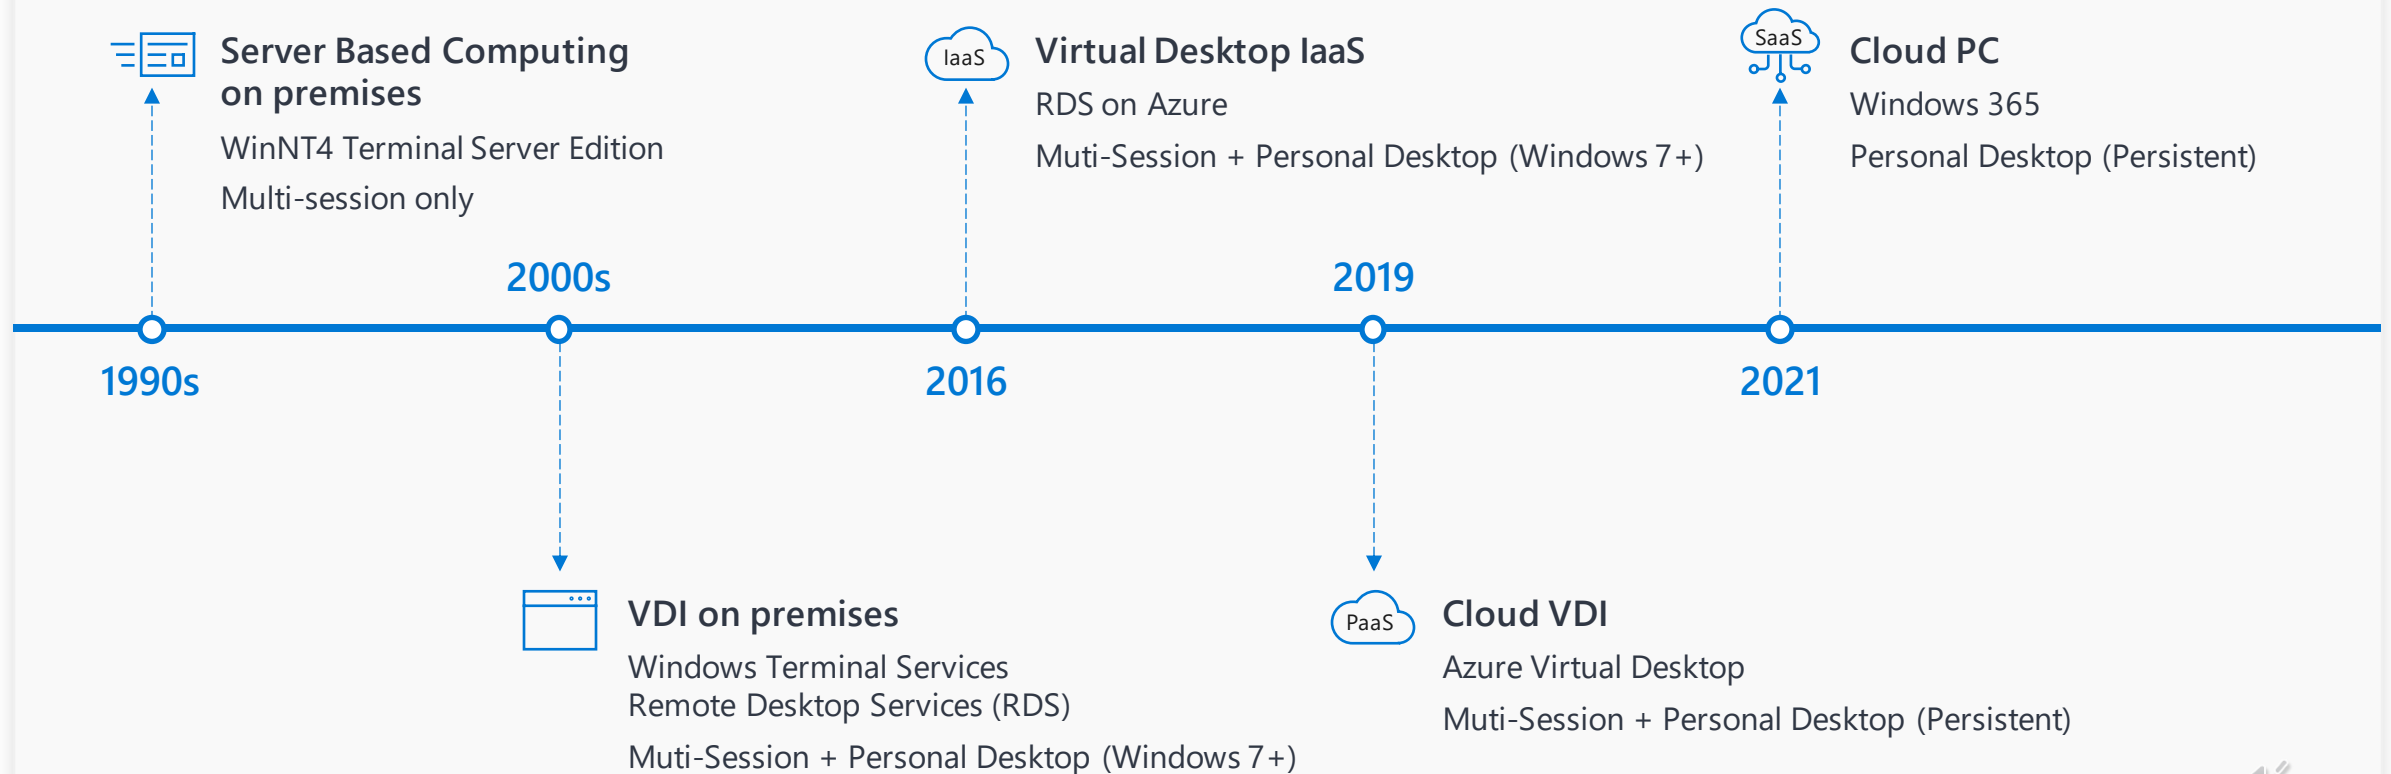 Server Based Computing
on premises
WinNT4 Terminal Server Edition
Multi-session only
1990s
2000s
VDI on premises
Windows Terminal Services
Remote Desktop Services (RDS)
Muti-Session + Personal Desktop (Windows 7+)
IaaS
Virtual Desktop IaaS
RDS on Azure
Muti-Session + Personal Desktop (Windows 7+)
2016
2019
PaaS
Cloud VDI
Azure Virtual Desktop
Muti-Session + Personal Desktop (Persistent)
SaaS
Cloud PC
Windows 365
Personal Desktop (Persistent)
2021